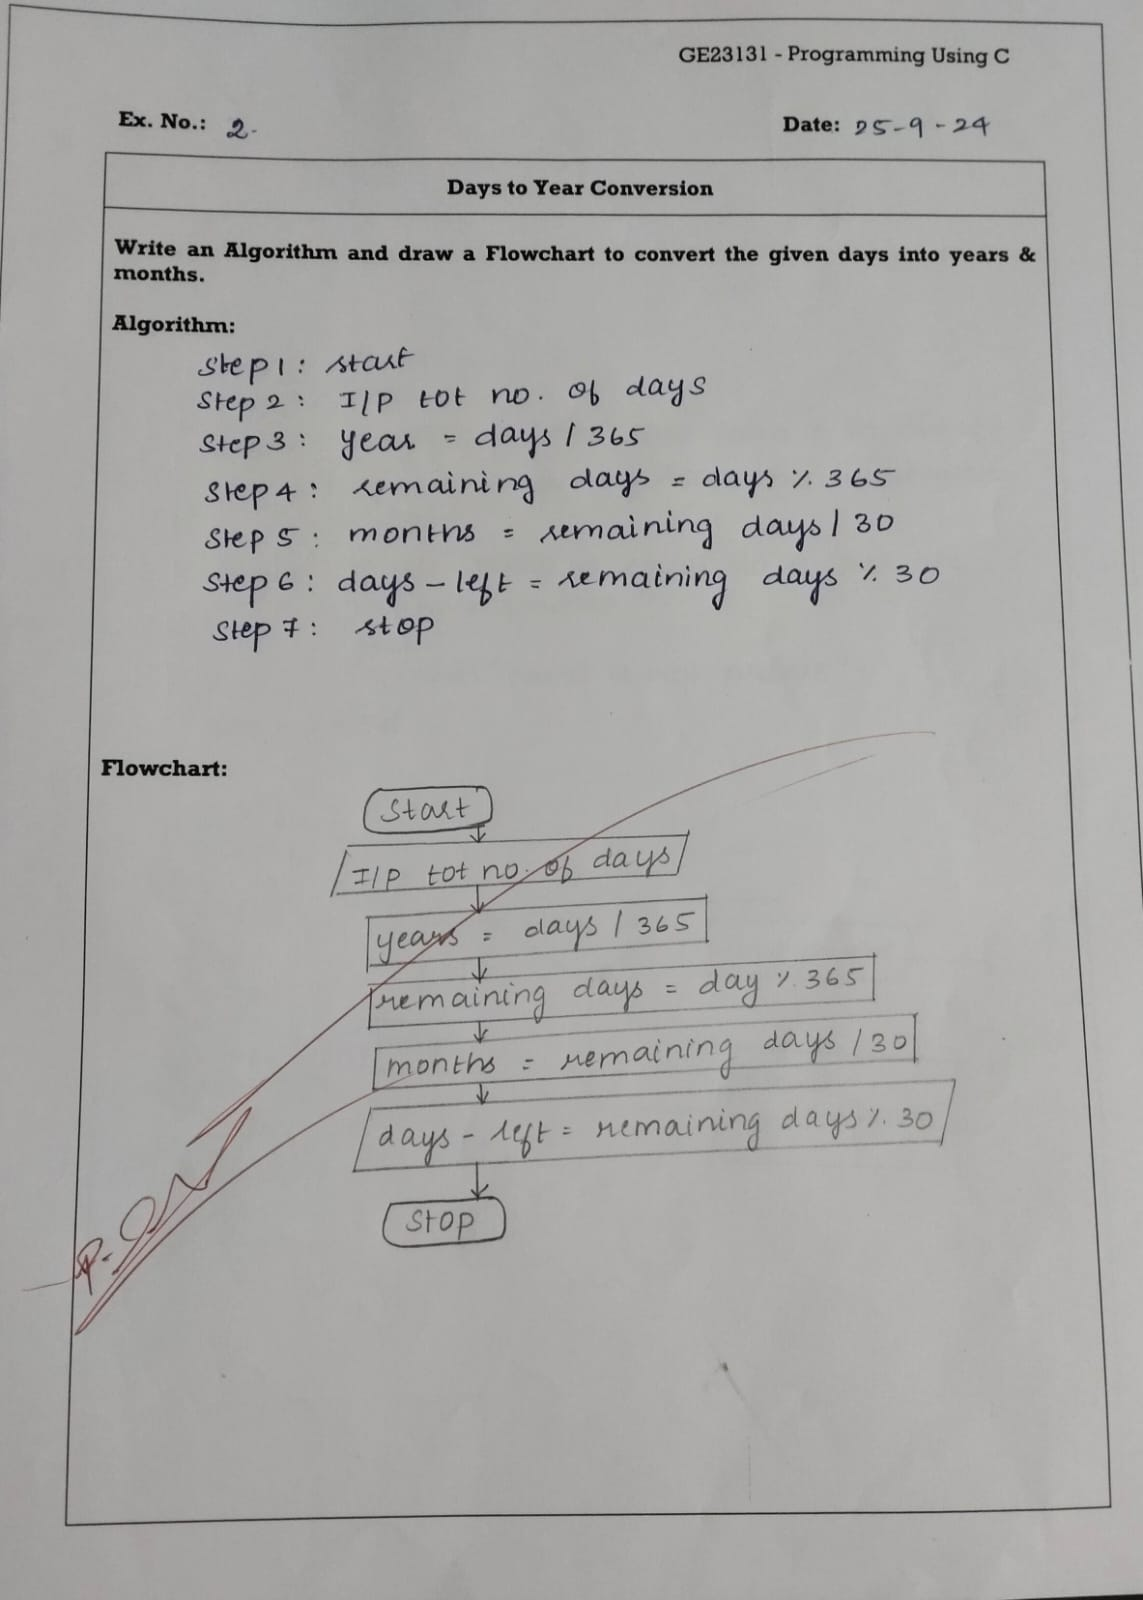 GE23131 - Programming Using C
Ex. No.: 2.
Date: 25-9-24
Days to Year Conversion
Write an Algorithm and draw a Flowchart to convert the given days into years &
months.
Algorithm:
Step 1: start
Step 2: I/P tot no. of days
Step 3: year = days / 365
Step 4: remaining days = days % 365
Step 5: months = remaining days / 30
Step 6: days - left = remaining days % 30
Step 7: stop
Flowchart:
Start
I/P tot no. of days
years = days / 365
remaining days = day % 365
months = remaining days / 30
days - left = remaining days % 30
Stop